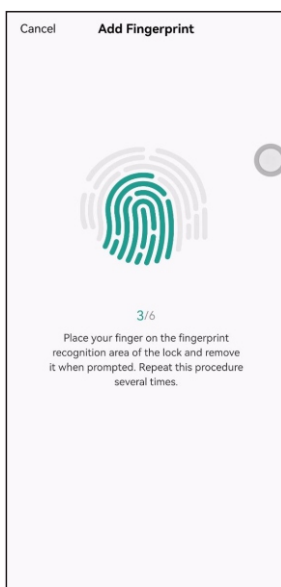 Cancel Add Fingerprint
3/6
Place your finger on the fingerprint
recognition area of the lock and remove
it when prompted. Repeat this procedure
several times.